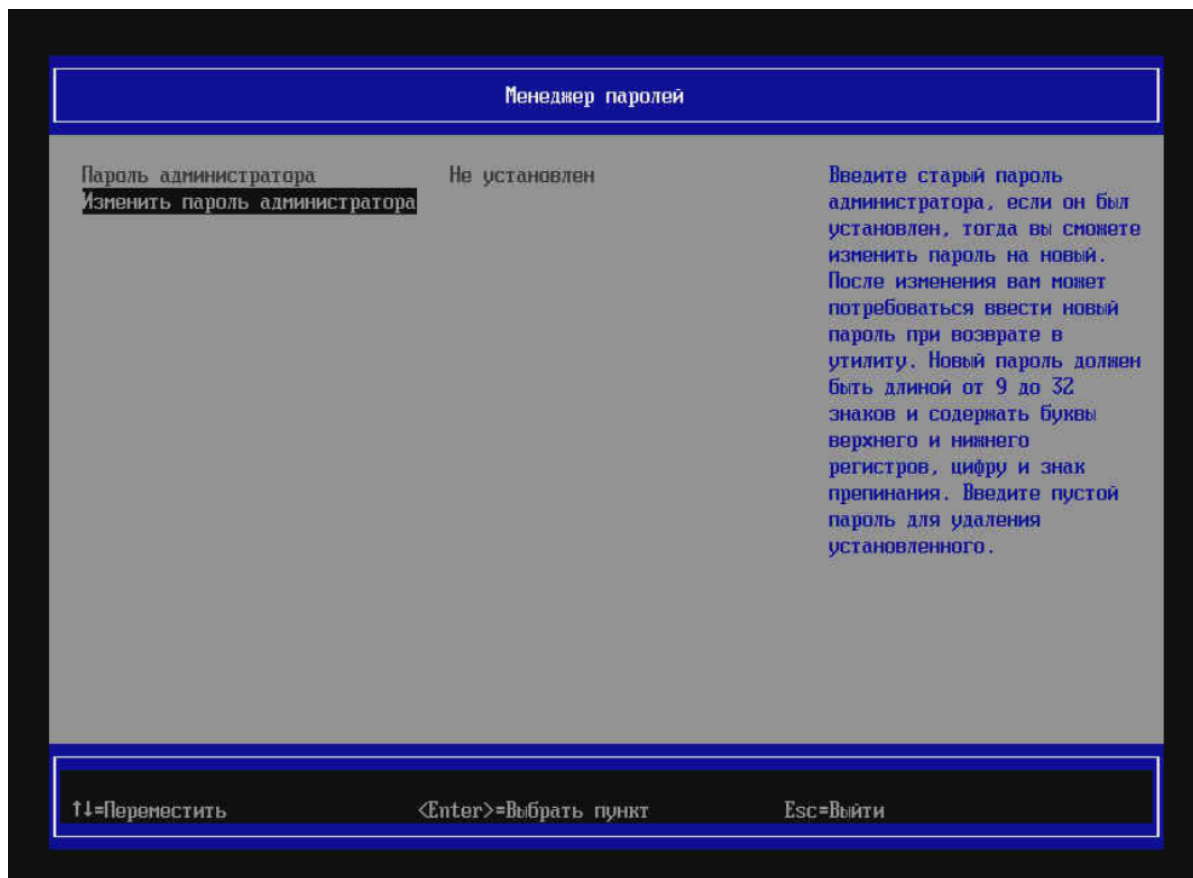 Менеджер паролей
Пароль администратора Не установлен
Изменить пароль администратора
Введите старый пароль
администратора, если он был
установлен, тогда вы сможете
изменить пароль на новый.
После изменения вам может
потребоваться ввести новый
пароль при возврате в
утилиту. Новый пароль должен
быть длиной от 9 до 32
знаков и содержать буквы
верхнего и нижнего
регистров, цифру и знак
препинания. Введите пустой
пароль для удаления
установленного.
↑↓=Переместить <Enter>=Выбрать пункт Esc=Выйти